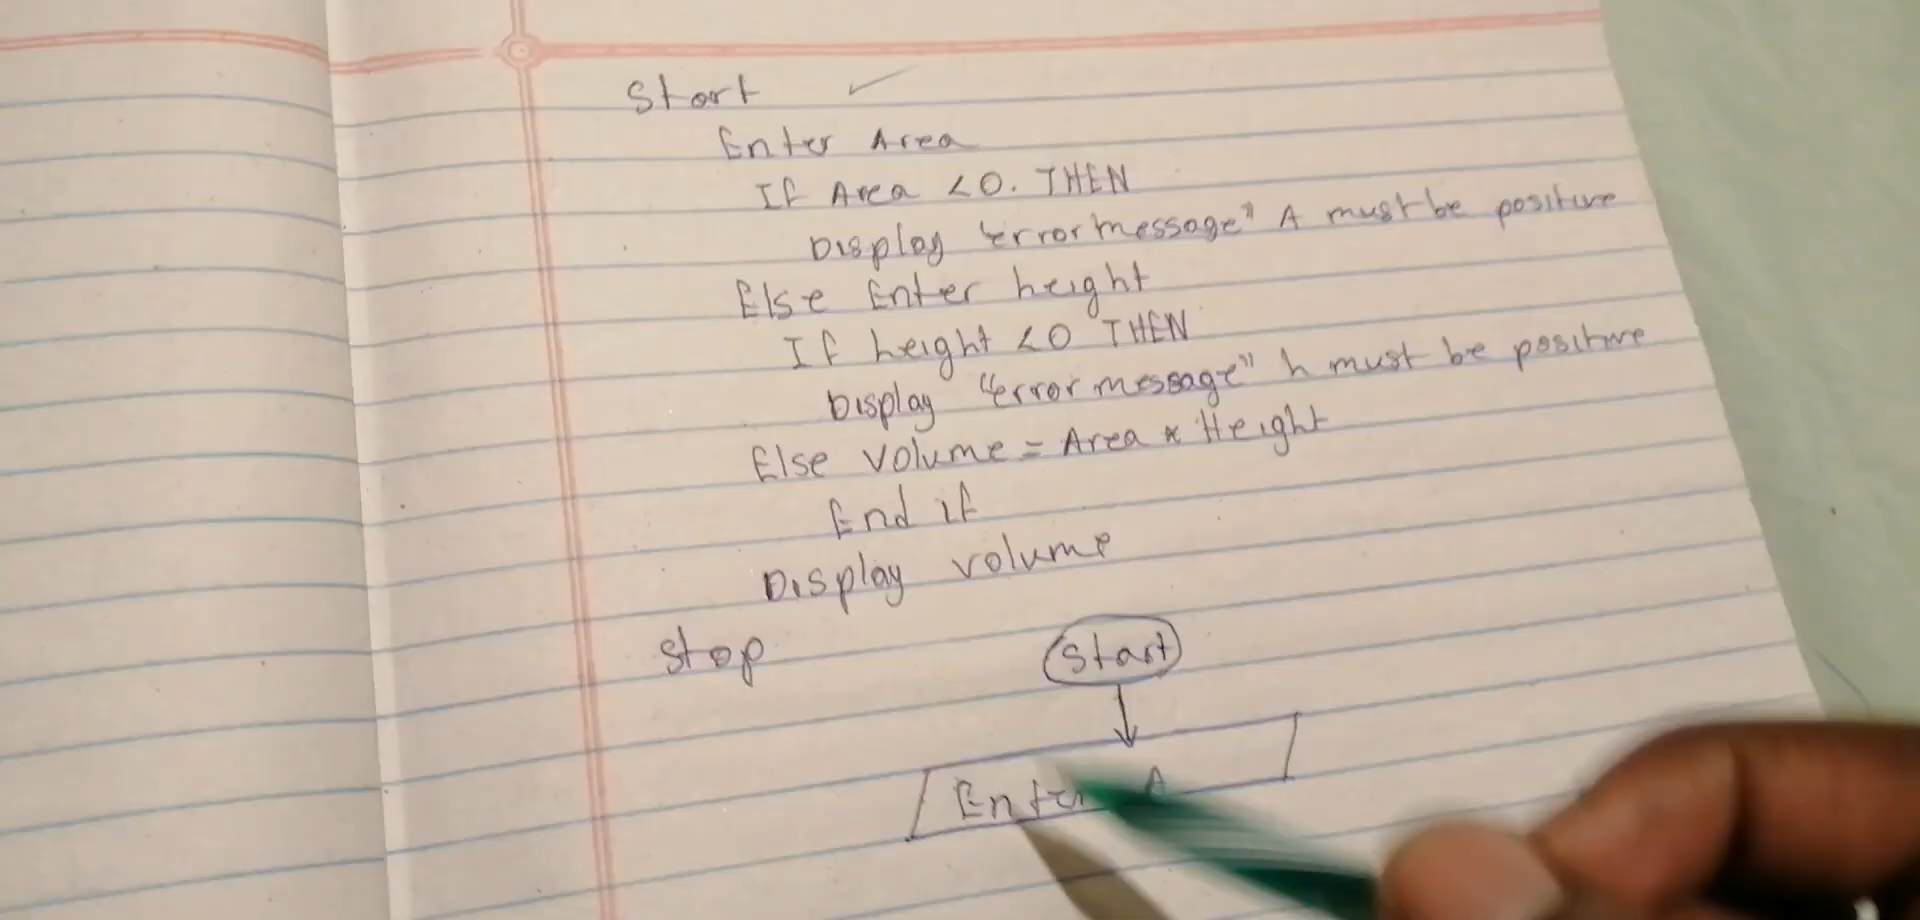 Start
Enter Area
If Area <0. THEN
Display "error message" A must be positive
Else Enter height
If height <0 THEN
Display "error message" h must be positive
Else volume = Area * Height
End if
Display volume
Stop
Start
Enter A